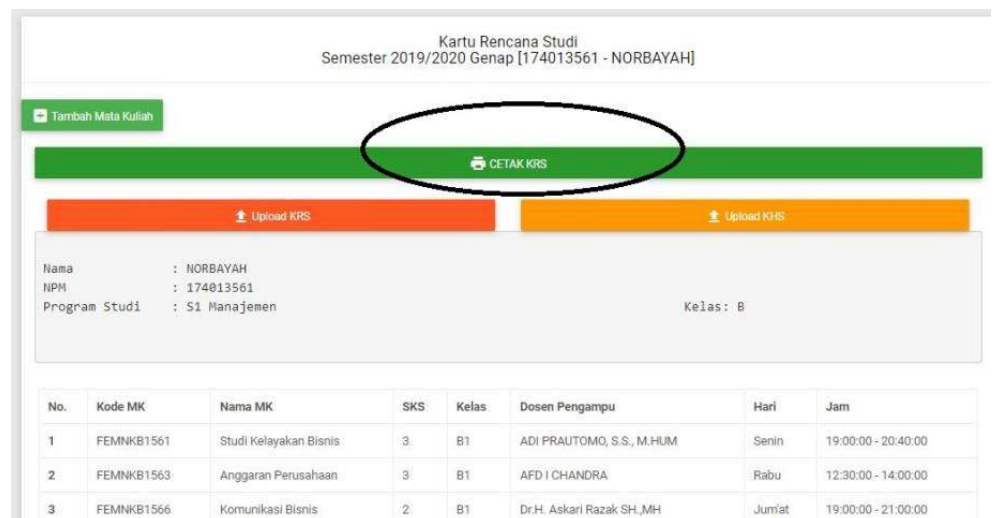 Kartu Rencana Studi
Semester 2019/2020 Genap [174013561 - NORBAYAH]
Tambah Mata Kuliah
CETAK KRS
Upload KRS Upload KHS
Nama : NORBAYAH
NPM : 174013561
Program Studi : S1 Manajemen Kelas: B
No. Kode MK Nama MK SKS Kelas Dosen Pengampu Hari Jam
1 FEMNKB1561 Studi Kelayakan Bisnis 3 B1 ADI PRAUTOMO, S.S., M.HUM Senin 19:00:00 - 20:40:00
2 FEMNKB1563 Anggaran Perusahaan 3 B1 AFD I CHANDRA Rabu 12:30:00 - 14:00:00
3 FEMNKB1566 Komunikasi Bisnis 2 B1 Dr.H. Askari Razak SH.,MH Jum'at 19:00:00 - 21:00:00